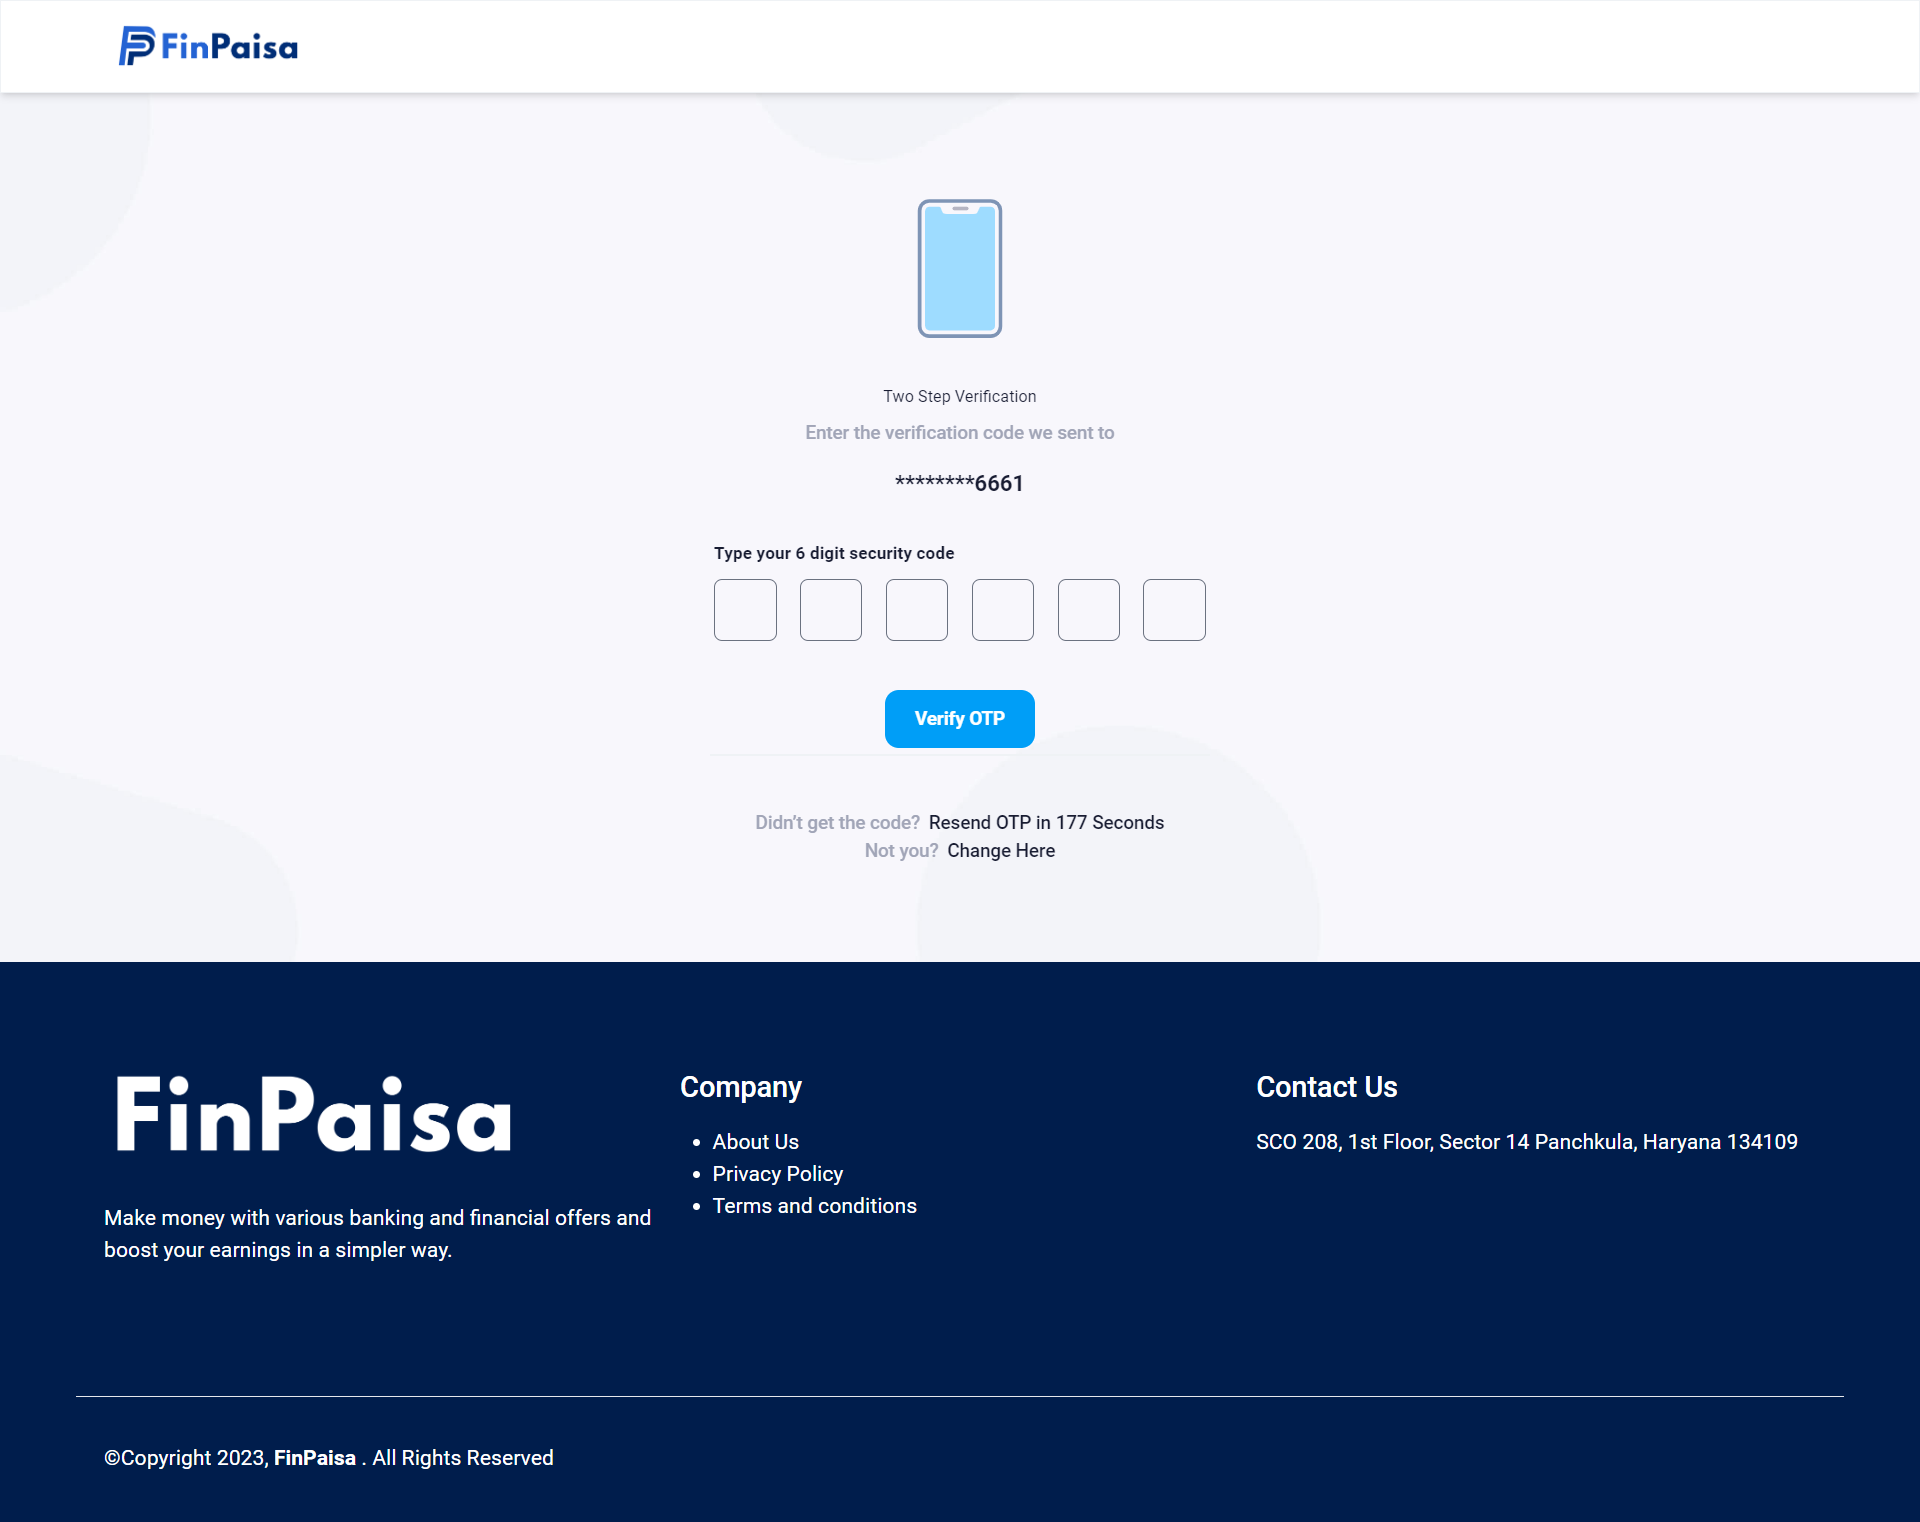 FinPaisa
Two Step Verification
Enter the verification code we sent to
********6661
Type your 6 digit security code
Verify OTP
Didn't get the code? Resend OTP in 177 Seconds
Not you? Change Here
FinPaisa
Make money with various banking and financial offers and
boost your earnings in a simpler way.
Company
About Us
Privacy Policy
Terms and conditions
Contact Us
SCO 208, 1st Floor, Sector 14 Panchkula, Haryana 134109
©Copyright 2023, FinPaisa . All Rights Reserved